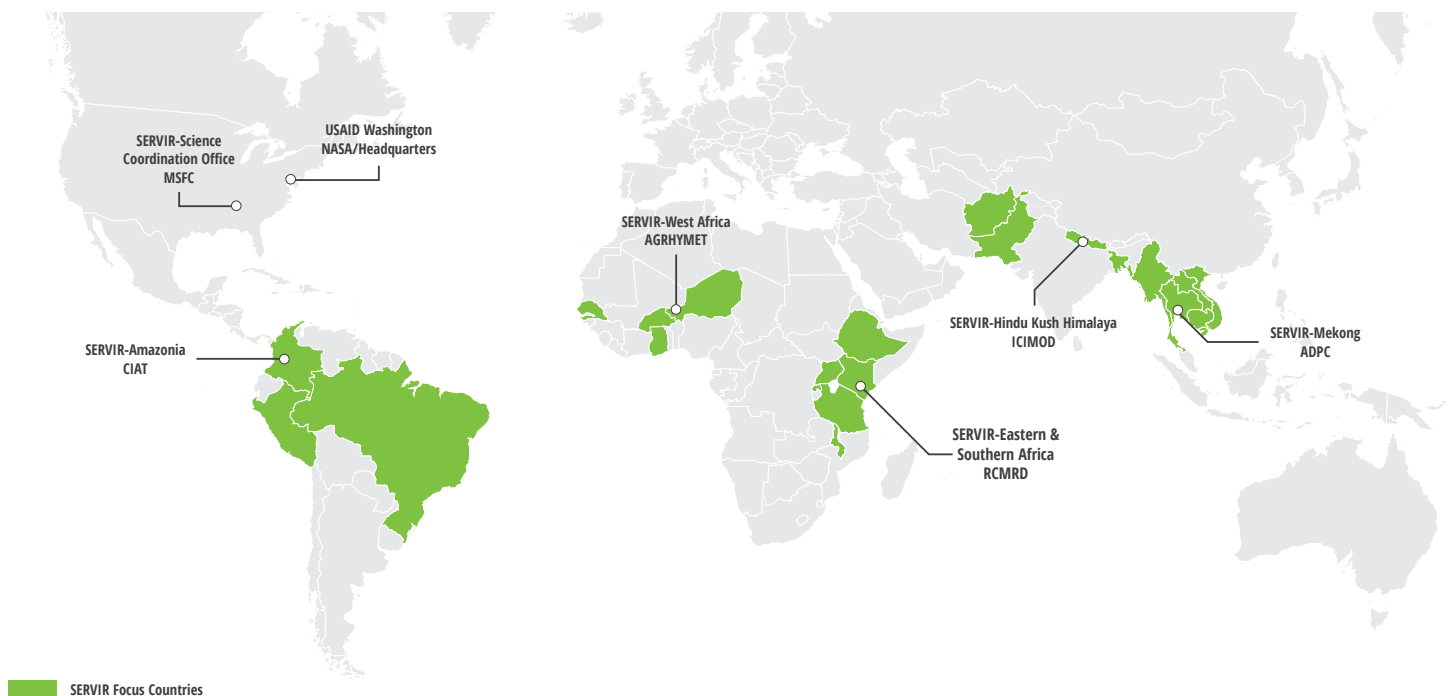 SERVIR-Science
Coordination Office
MSFC
USAID Washington
NASA/Headquarters
SERVIR-West Africa
AGRHYMET
SERVIR-Hindu Kush Himalaya
ICIMOD
SERVIR-Mekong
ADPC
SERVIR-Amazonia
CIAT
SERVIR-Eastern &
Southern Africa
RCMRD
SERVIR Focus Countries